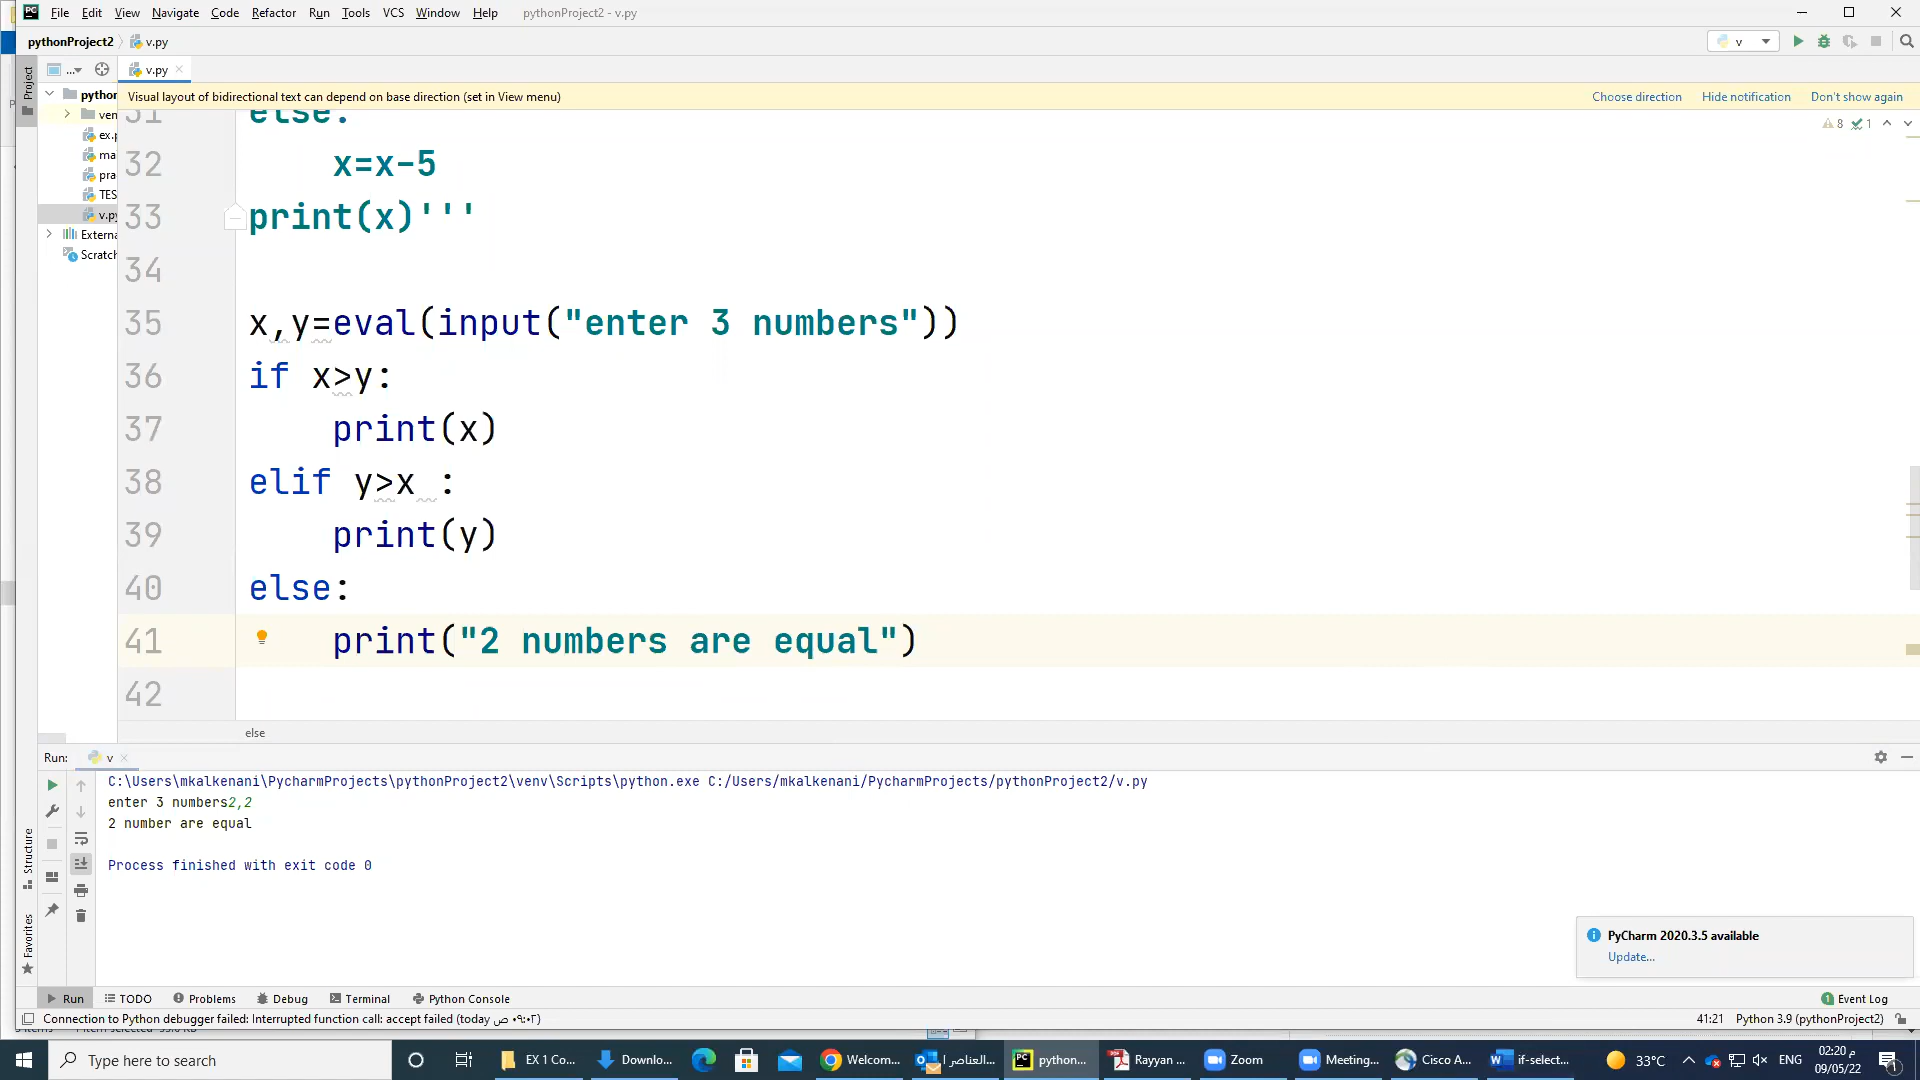 File Edit View Navigate Code Refactor Run Tools VCS Window Help pythonProject2 - v.py
pythonProject2 v.py v
Project ... v.py
Visual layout of bidirectional text can depend on base direction (set in View menu) Choose direction Hide notification Don't show again
python
ven
ex.p
ma
pra
TES
v.py
Externa
Scratch
8 1
31 else:
32 x=x-5
33 print(x)'''
34
35 x,y=eval(input("enter 3 numbers"))
36 if x>y:
37 print(x)
38 elif y>x :
39 print(y)
40 else:
41 print("2 numbers are equal")
42
else
Run: v
C:\Users\mkalkenani\PycharmProjects\pythonProject2\venv\Scripts\python.exe C:/Users/mkalkenani/PycharmProjects/pythonProject2/v.py
enter 3 numbers2,2
2 number are equal
Process finished with exit code 0
Structure
Favorites
PyCharm 2020.3.5 available
Update...
Run TODO Problems Debug Terminal Python Console 1 Event Log
Connection to Python debugger failed: Interrupted function call: accept failed (today ص ٠٩:٠٢) 41:21 Python 3.9 (pythonProject2)
Type here to search EX 1 Co... Downlo... Welcom... العناصر ا... python... Rayyan ... Zoom Meeting... Cisco A... if-select... 33°C ENG 02:20 م
09/05/22 1